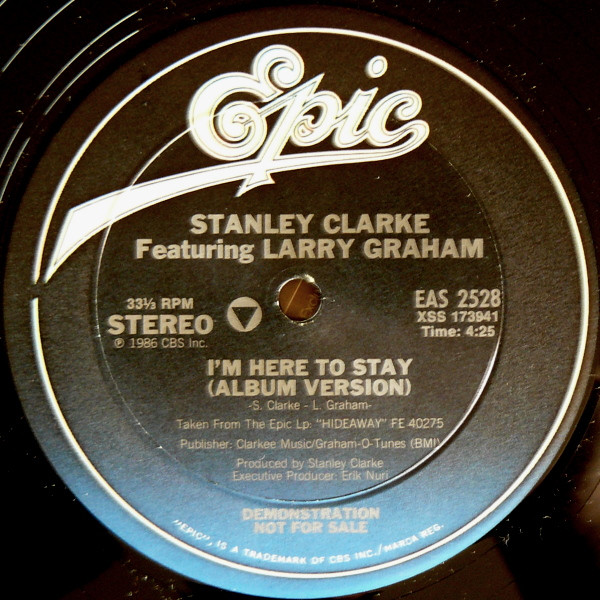 Epic
STANLEY CLARKE
Featuring LARRY GRAHAM
33⅓ RPM
STEREO
℗ 1986 CBS Inc.
EAS 2528
XSS 173941
Time: 4:25
I'M HERE TO STAY
(ALBUM VERSION)
-S. Clarke - L. Graham-
Taken From The Epic Lp: "HIDEAWAY" FE 40275
Publisher: Clarkee Music/Graham-O-Tunes (BMI)
Produced by Stanley Clarke
Executive Producer: Erik Nuri
DEMONSTRATION
NOT FOR SALE
"EPIC", IS A TRADEMARK OF CBS INC./MARCA REG.